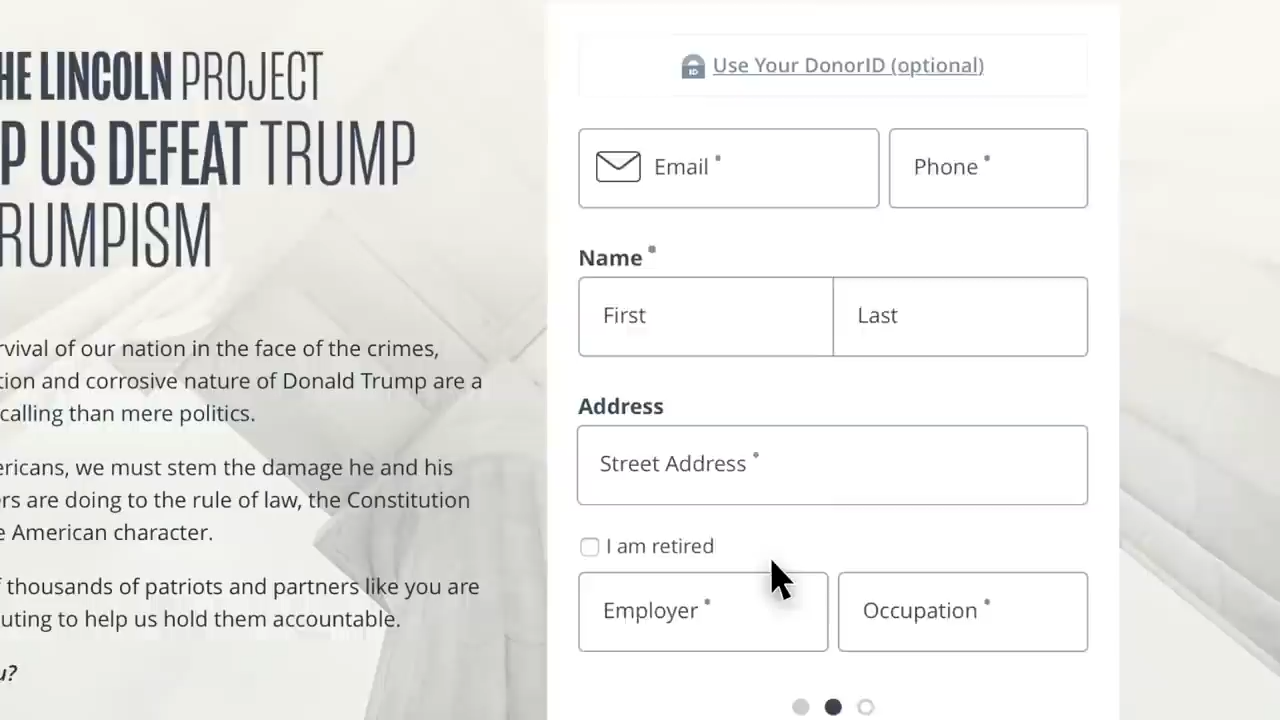 HE LINCOLN PROJECT
P US DEFEAT TRUMP
RUMPISM
rvival of our nation in the face of the crimes,
tion and corrosive nature of Donald Trump are a
calling than mere politics.
ericans, we must stem the damage he and his
ers are doing to the rule of law, the Constitution
e American character.
f thousands of patriots and partners like you are
uting to help us hold them accountable.
u?
ID Use Your DonorID (optional)
Email *
Phone *
Name *
First
Last
Address
Street Address *
I am retired
Employer *
Occupation *